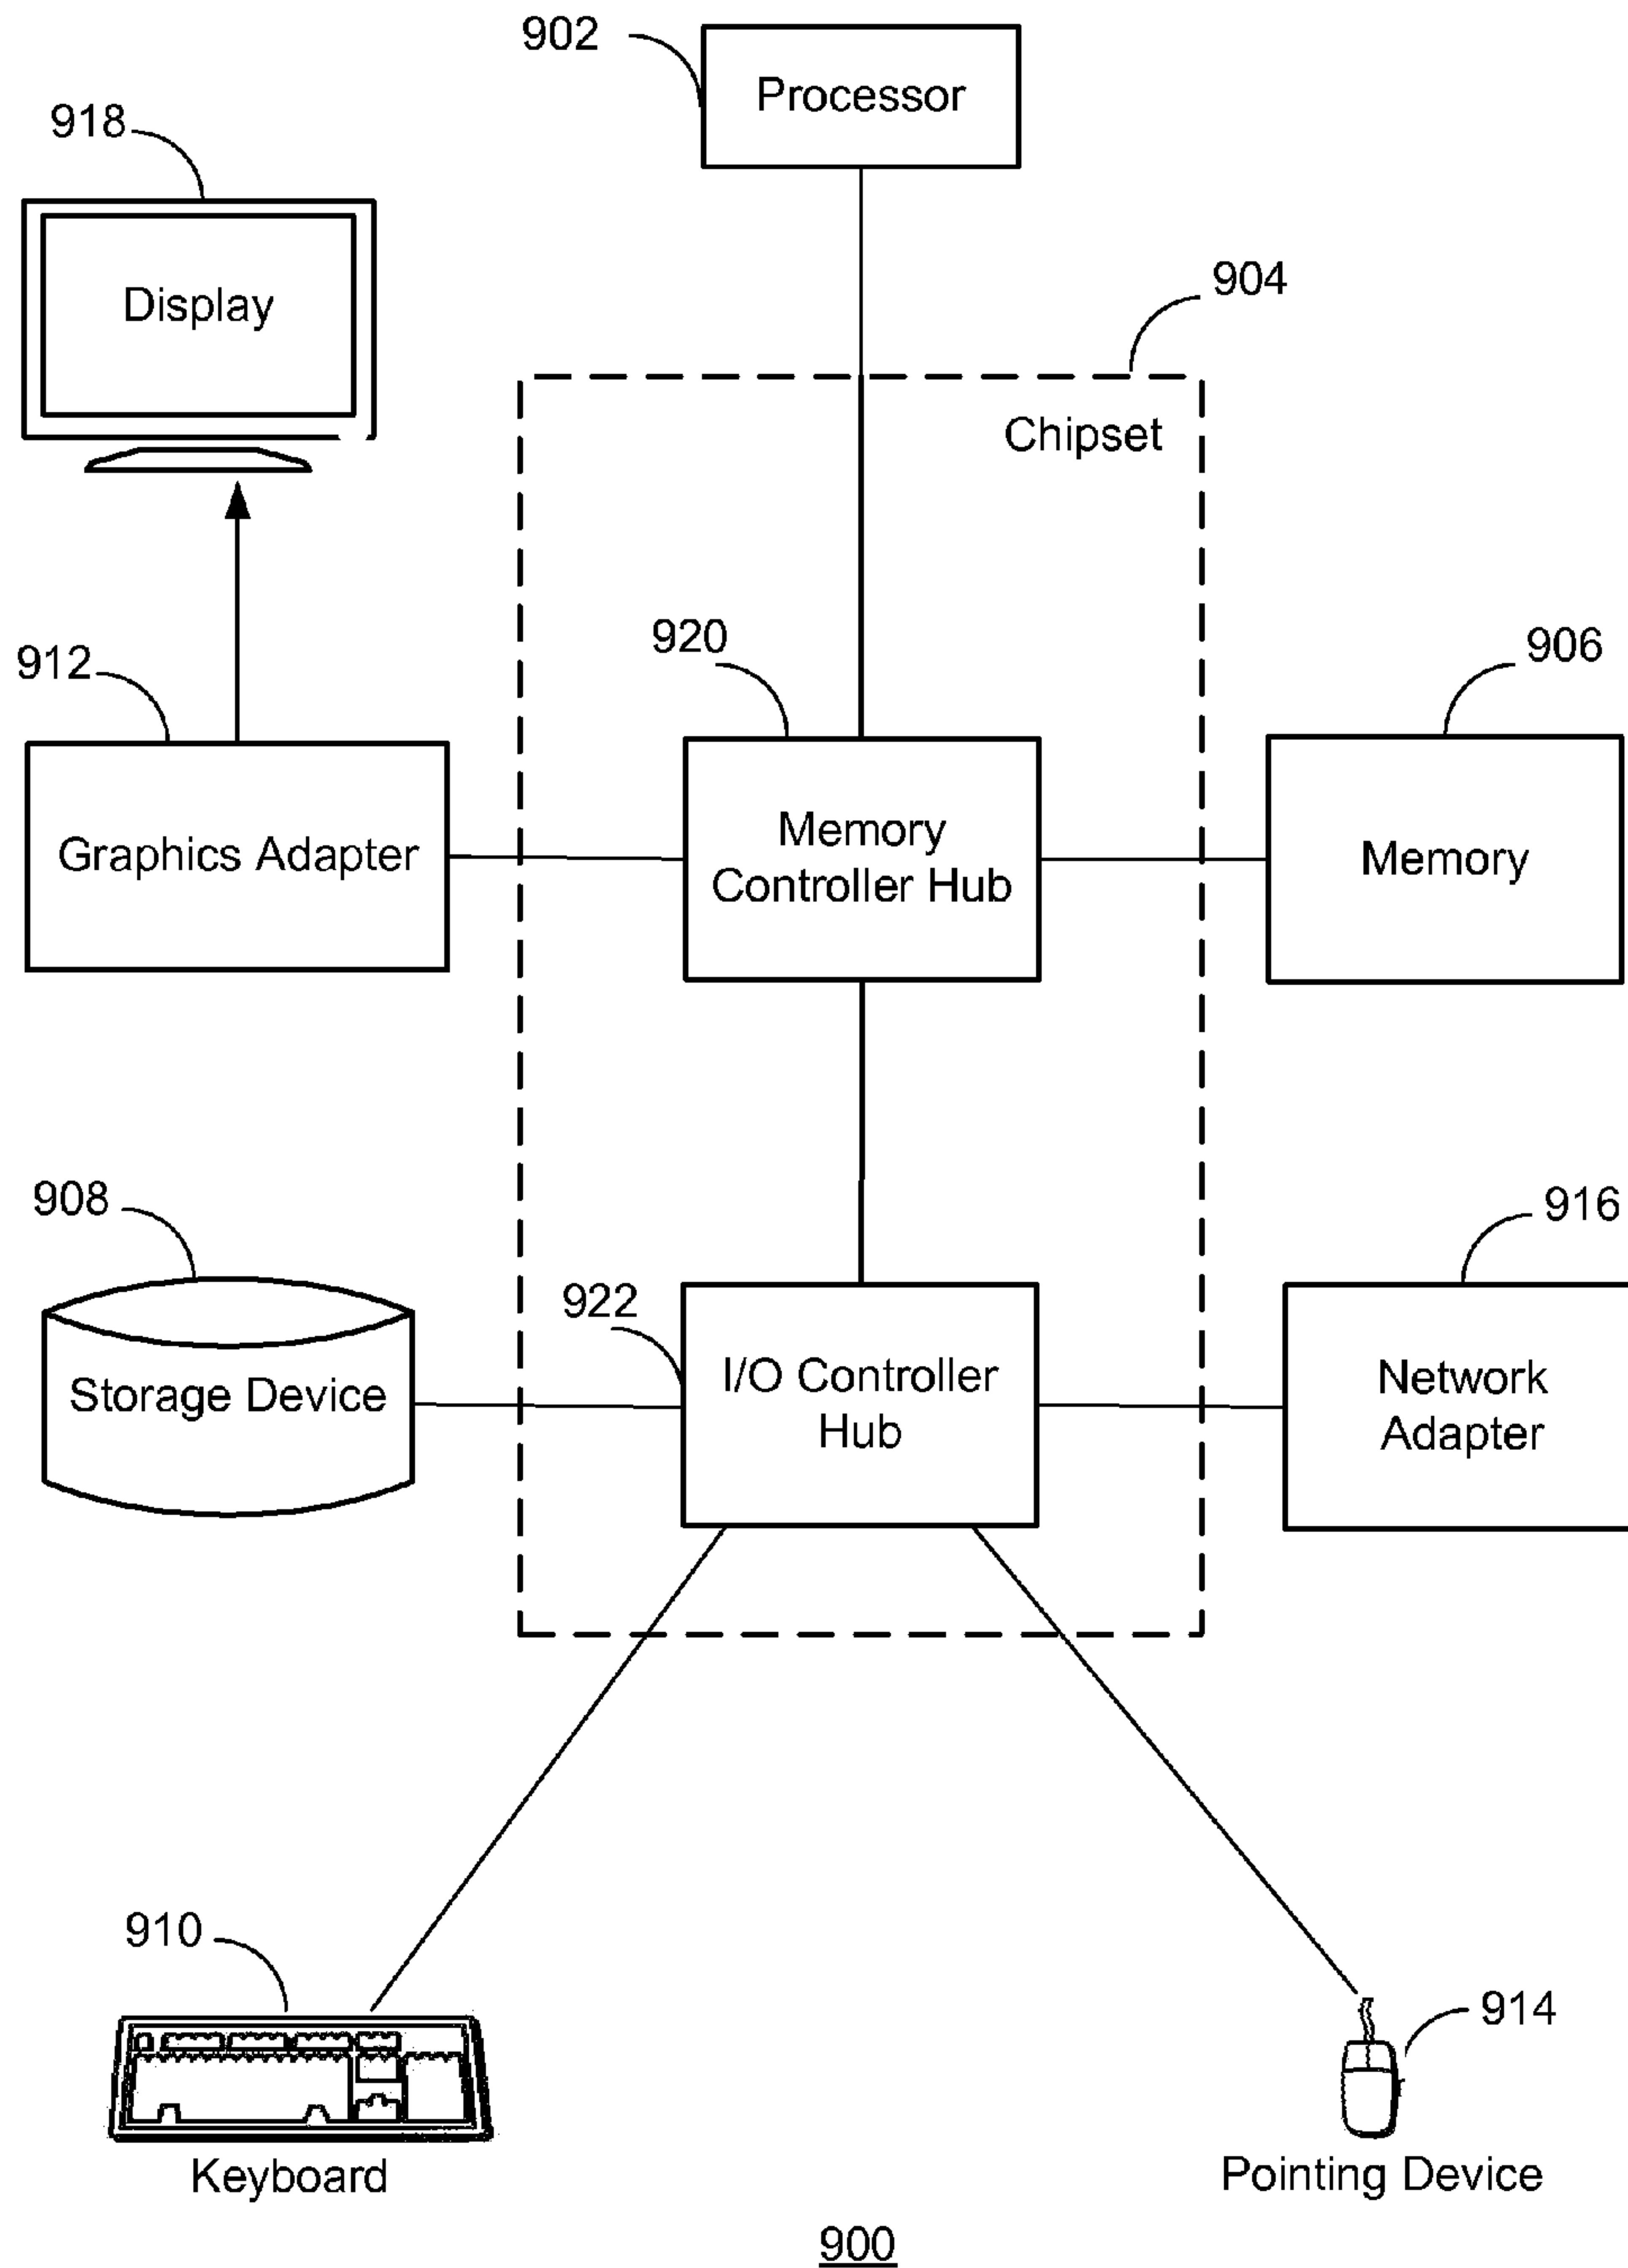 902
Processor
918
Display
904
Chipset
920
906
912
Memory
Controller Hub
Graphics Adapter
Memory
908
916
922
I/O Controller
Hub
Storage Device
Network
Adapter
910
914
Keyboard
Pointing Device
900